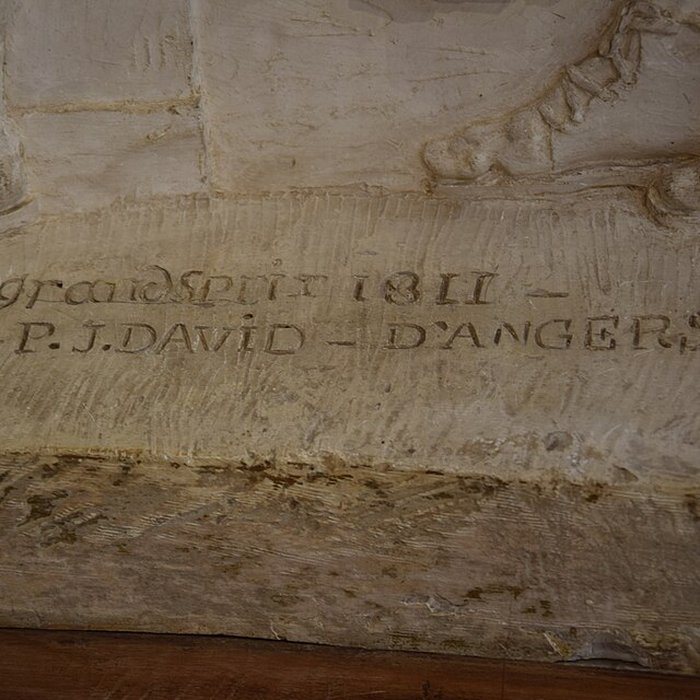 grand prix 1811 –
P. J. DAVID – D'ANGERS